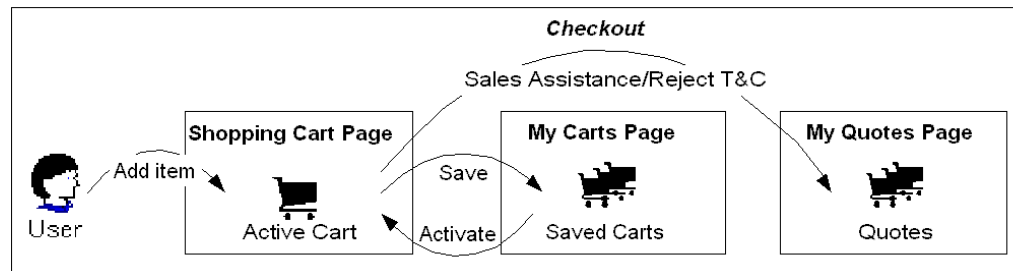 Checkout
Sales Assistance/Reject T&C
Shopping Cart Page
My Carts Page
My Quotes Page
Add item
Save
User
Active Cart
Activate
Saved Carts
Quotes